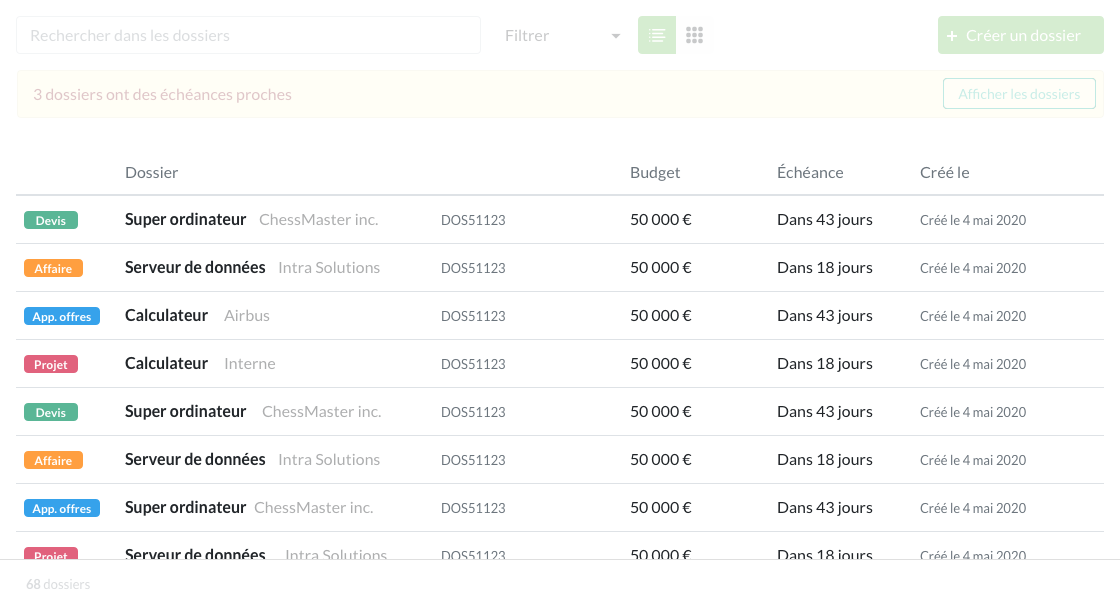 Rechercher dans les dossiers Filtrer + Créer un dossier
3 dossiers ont des échéances proches Afficher les dossiers
Dossier Budget Échéance Créé le
Devis Super ordinateur ChessMaster inc. DOS51123 50 000 € Dans 43 jours Créé le 4 mai 2020
Affaire Serveur de données Intra Solutions DOS51123 50 000 € Dans 18 jours Créé le 4 mai 2020
App. offres Calculateur Airbus DOS51123 50 000 € Dans 43 jours Créé le 4 mai 2020
Projet Calculateur Interne DOS51123 50 000 € Dans 18 jours Créé le 4 mai 2020
Devis Super ordinateur ChessMaster inc. DOS51123 50 000 € Dans 43 jours Créé le 4 mai 2020
Affaire Serveur de données Intra Solutions DOS51123 50 000 € Dans 18 jours Créé le 4 mai 2020
App. offres Super ordinateur ChessMaster inc. DOS51123 50 000 € Dans 43 jours Créé le 4 mai 2020
Projet Serveur de données Intra Solutions DOS51123 50 000 € Dans 18 jours Créé le 4 mai 2020
68 dossiers